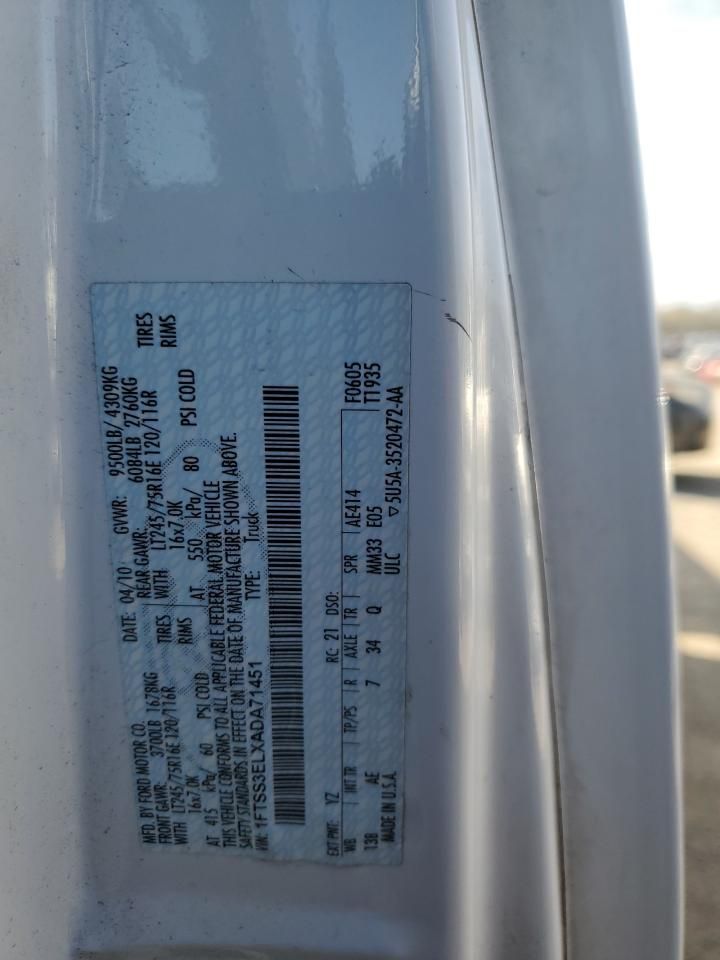 MFD. BY FORD MOTOR CO.
DATE: 04/10 GVWR: 9500LB/ 4309KG
FRONT GAWR: 3700LB 1678KG REAR GAWR: 6084LB 2760KG
WITH LT245/75R16E 120/116R TIRES WITH LT245/75R16E 120/116R TIRES
16x7.0K RIMS 16x7.0K RIMS
AT 415 kPa/ 60 PSI COLD AT 550 kPa/ 80 PSI COLD
THIS VEHICLE CONFORMS TO ALL APPLICABLE FEDERAL MOTOR VEHICLE
SAFETY STANDARDS IN EFFECT ON THE DATE OF MANUFACTURE SHOWN ABOVE.
VIN: 1FTSS3ELXADA71451 TYPE: Truck
EXT PNT: YZ RC: 21 DSO: F0605
WB INT TR TP/PS R AXLE TR SPR AE414 T1935
138 AE 7 34 Q MM33 E05
MADE IN U.S.A. ULC ▽5U5A-3520472-AA